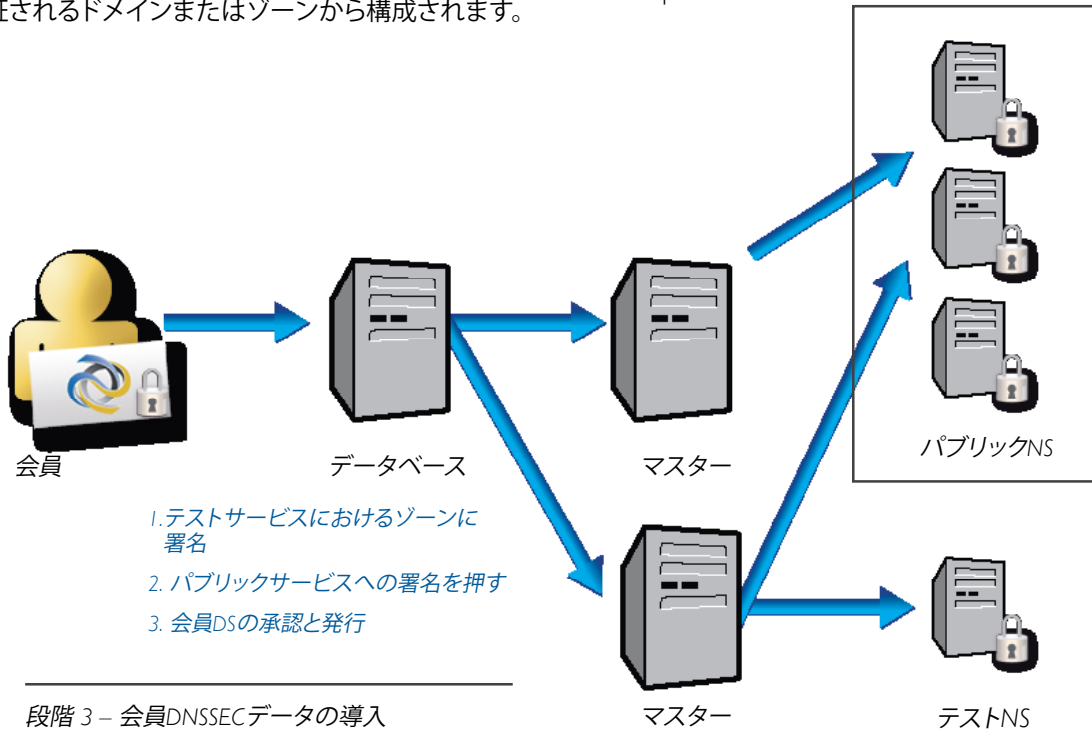 証されるドメインまたはゾーンから構成されます。
パブリックNS
会員
データベース
マスター
1.テストサービスにおけるゾーンに
署名
2. パブリックサービスへの署名を押す
3. 会員DSの承認と発行
段階 3 – 会員DNSSECデータの導入
マスター
テストNS